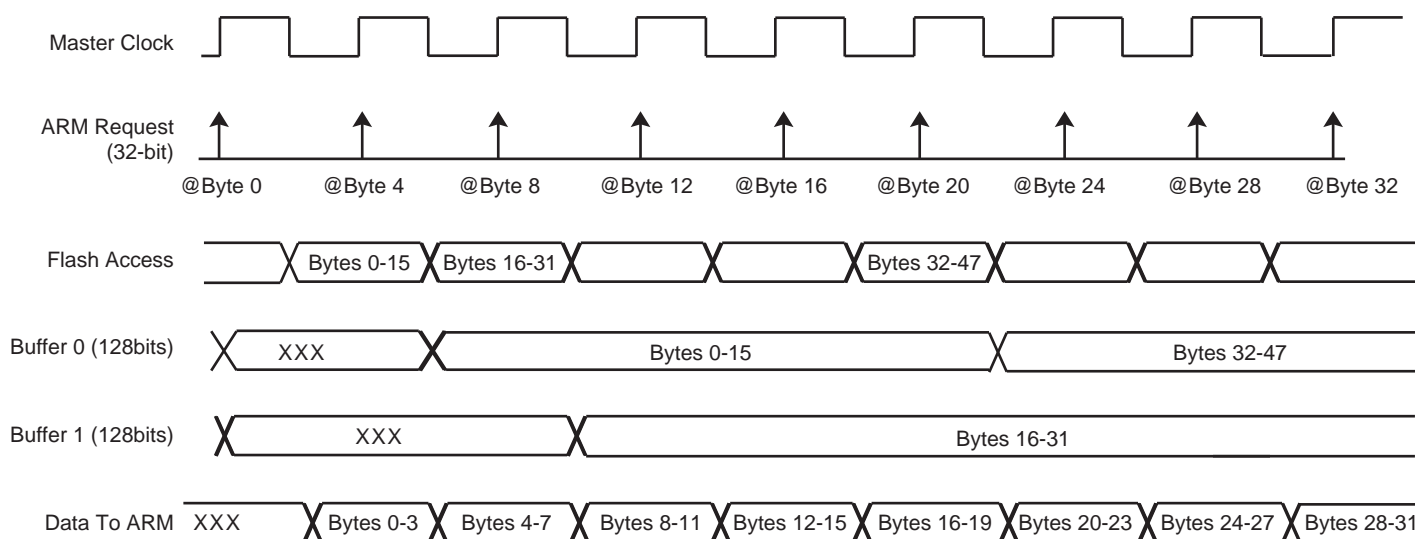 Master Clock
ARM Request
(32-bit)
@Byte 0 @Byte 4 @Byte 8 @Byte 12 @Byte 16 @Byte 20 @Byte 24 @Byte 28 @Byte 32
Flash Access Bytes 0-15 Bytes 16-31 Bytes 32-47
Buffer 0 (128bits) XXX Bytes 0-15 Bytes 32-47
Buffer 1 (128bits) XXX Bytes 16-31
Data To ARM XXX Bytes 0-3 Bytes 4-7 Bytes 8-11 Bytes 12-15 Bytes 16-19 Bytes 20-23 Bytes 24-27 Bytes 28-31